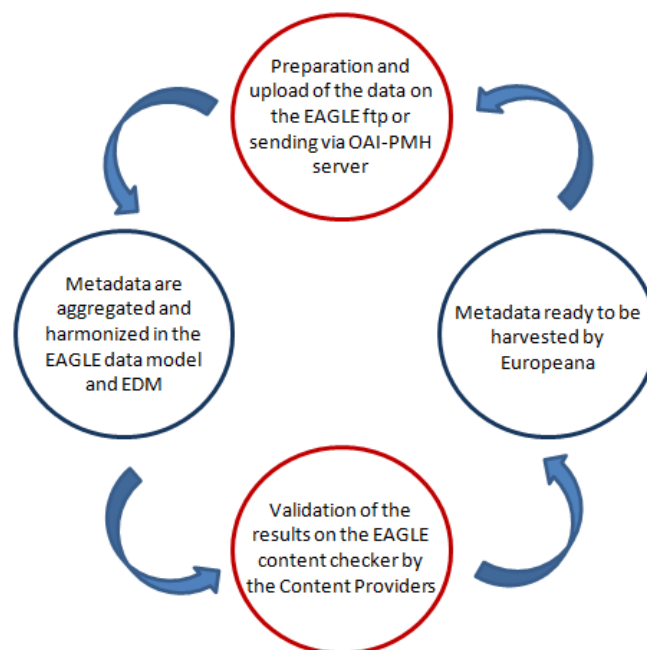 Preparation and
upload of the data on
the EAGLE ftp or
sending via OAI-PMH
server
Metadata are
aggregated and
harmonized in the
EAGLE data model
and EDM
Metadata ready to be
harvested by
Europeana
Validation of the
results on the EAGLE
content checker by
the Content Providers